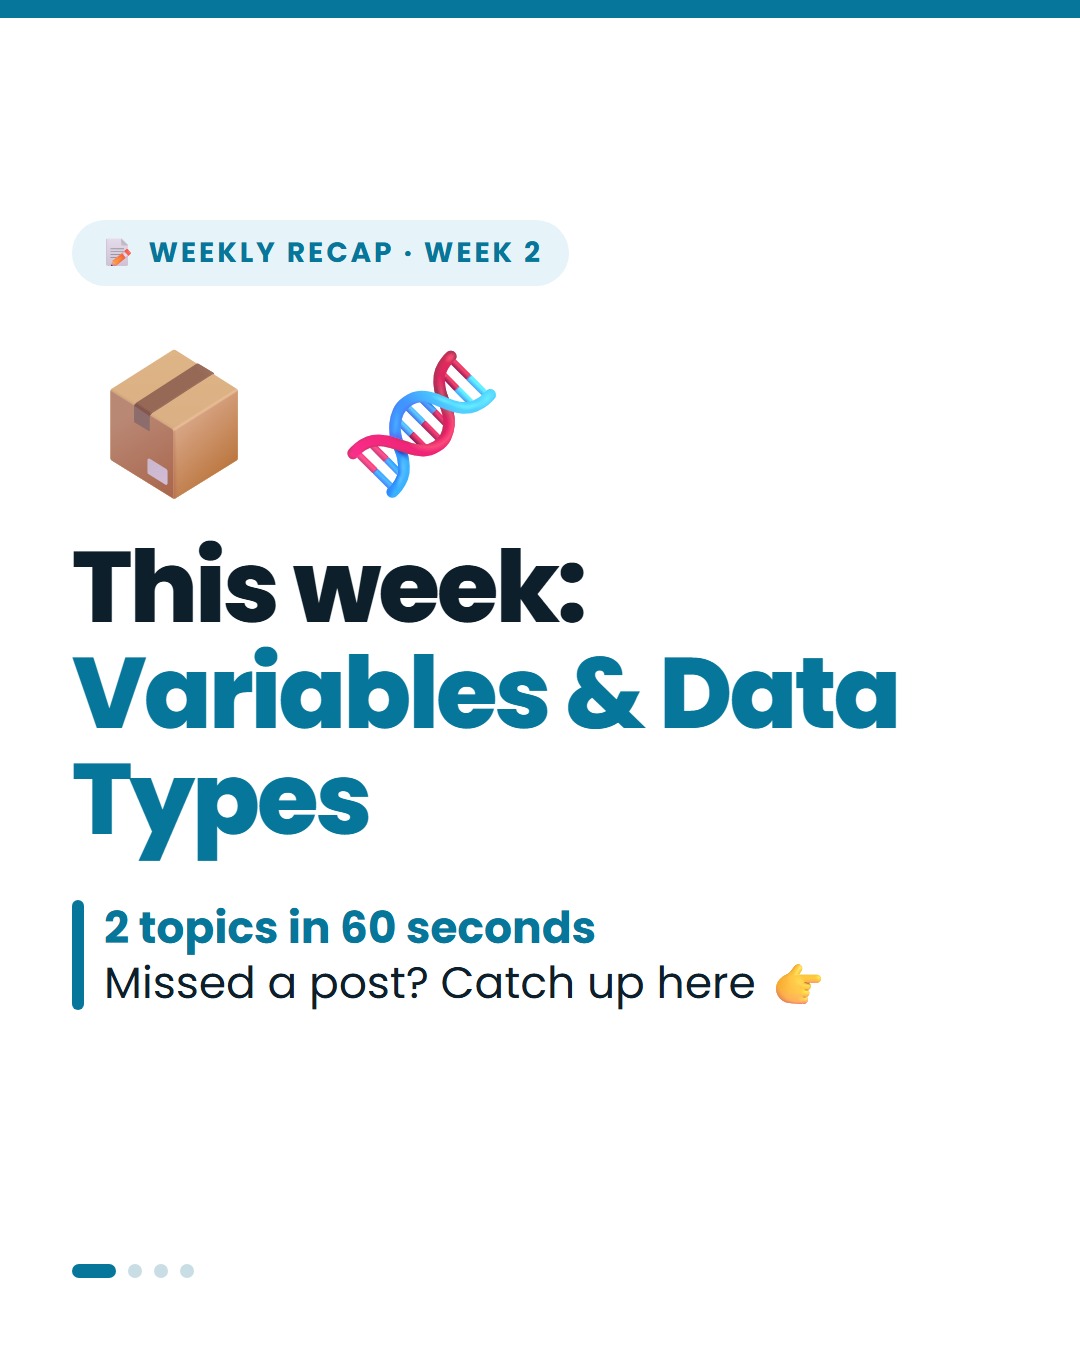 WEEKLY RECAP · WEEK 2
This week:
Variables & Data
Types
2 topics in 60 seconds
Missed a post? Catch up here